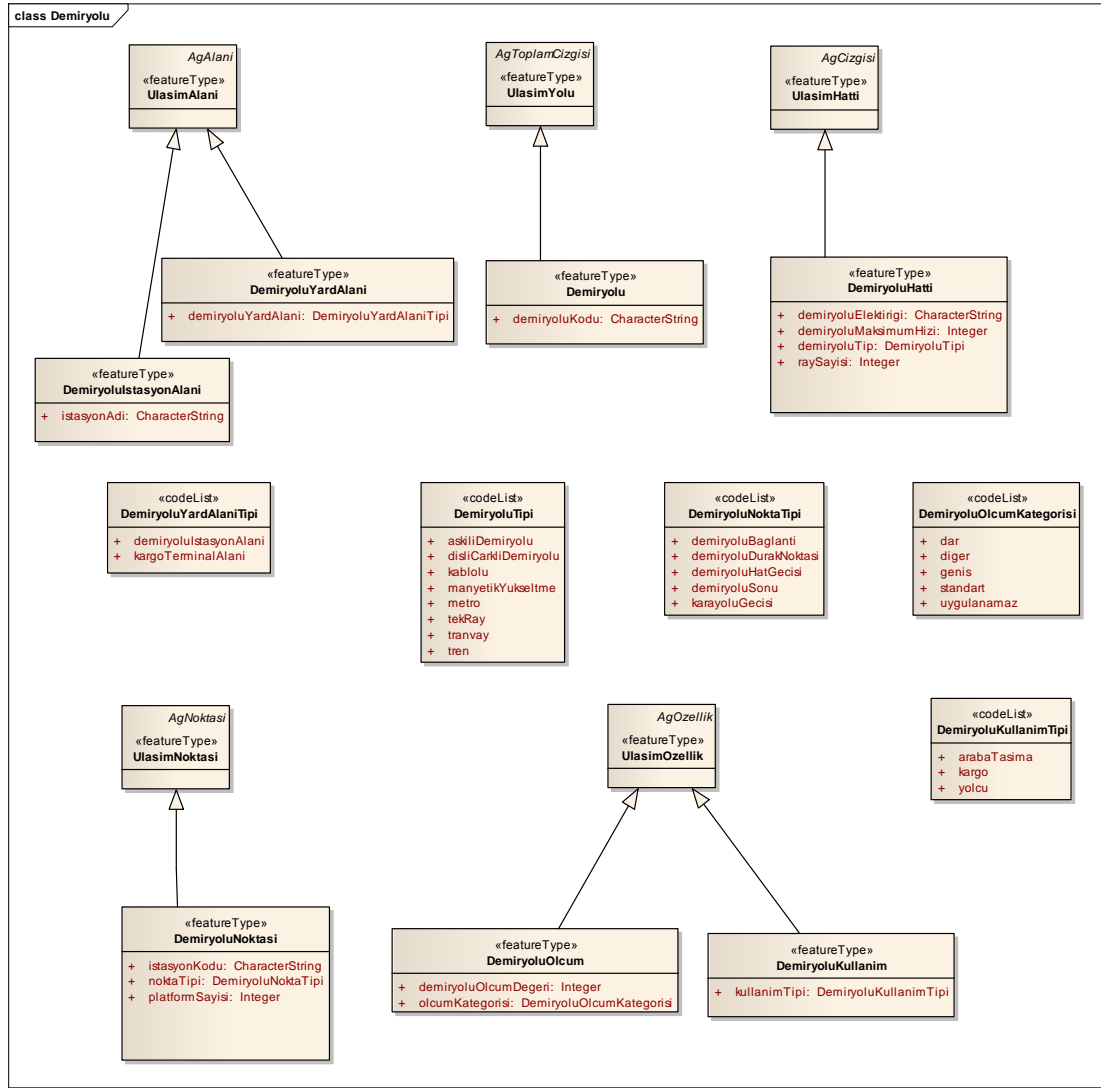 class Demiryolu
AgAlani
«featureType»
UlasimAlani
AgToplamCizgisi
«featureType»
UlasimYolu
AgCizgisi
«featureType»
UlasimHatti
«featureType»
DemiryoluYardAlani
+ demiryoluYardAlani: DemiryoluYardAlaniTipi
«featureType»
Demiryolu
+ demiryoluKodu: CharacterString
«featureType»
DemiryoluHatti
+ demiryoluElektirigi: CharacterString
+ demiryoluMaksimumHizi: Integer
+ demiryoluTip: DemiryoluTipi
+ raySayisi: Integer
«featureType»
DemiryoluIstasyonAlani
+ istasyonAdi: CharacterString
«codeList»
DemiryoluYardAlaniTipi
+ demiryoluIstasyonAlani
+ kargoTerminalAlani
«codeList»
DemiryoluTipi
+ askiliDemiryolu
+ disliCarkliDemiryolu
+ kablolu
+ manyetikYukseltme
+ metro
+ tekRay
+ tranvay
+ tren
«codeList»
DemiryoluNoktaTipi
+ demiryoluBaglanti
+ demiryoluDurakNoktasi
+ demiryoluHatGecisi
+ demiryoluSonu
+ karayoluGecisi
«codeList»
DemiryoluOlcumKategorisi
+ dar
+ diger
+ genis
+ standart
+ uygulanamaz
AgNoktasi
«featureType»
UlasimNoktasi
AgOzellik
«featureType»
UlasimOzellik
«codeList»
DemiryoluKullanimTipi
+ arabaTasima
+ kargo
+ yolcu
«featureType»
DemiryoluNoktasi
+ istasyonKodu: CharacterString
+ noktaTipi: DemiryoluNoktaTipi
+ platformSayisi: Integer
«featureType»
DemiryoluOlcum
+ demiryoluOlcumDegeri: Integer
+ olcumKategorisi: DemiryoluOlcumKategorisi
«featureType»
DemiryoluKullanim
+ kullanimTipi: DemiryoluKullanimTipi